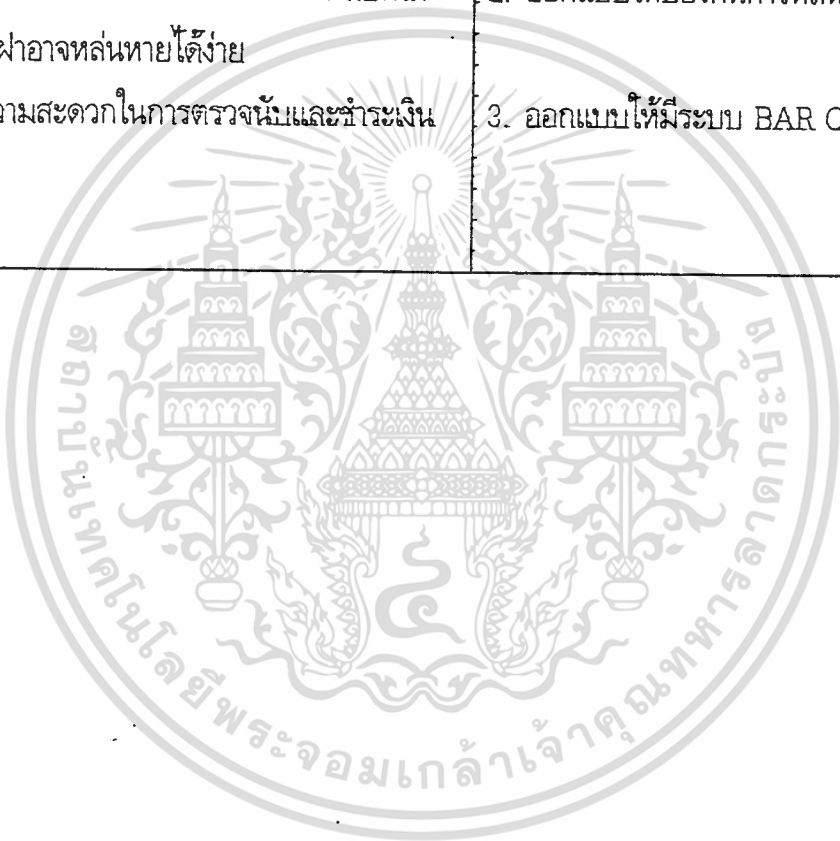 ฝาอาจหล่นหายได้ง่าย
วามสะดวกในการตรวจนับและชำระเงิน
3. ออกแบบให้มีระบบ BAR C
สถาบันเทคโนโลยีพระจอมเกล้าเจ้าคุณทหารลาดกระบัง